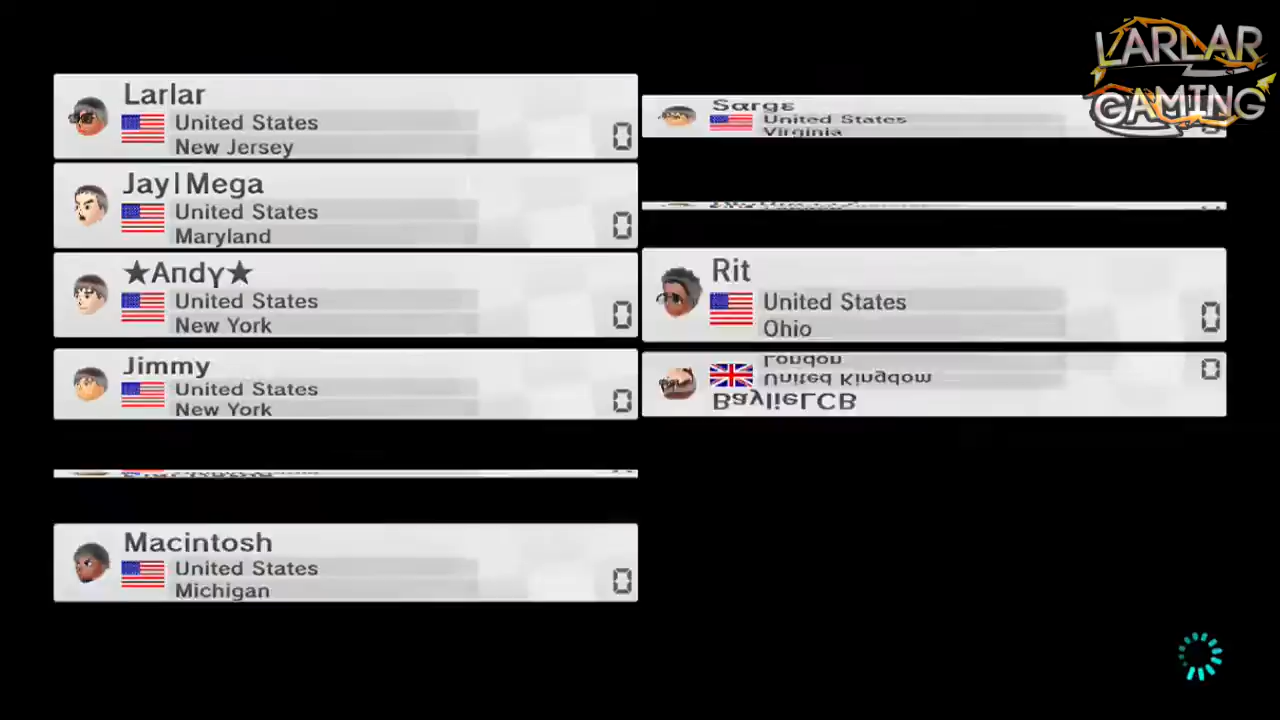 Larlar
United States
New Jersey
0
Jay|Mega
United States
Maryland
0
★Andγ★
United States
New York
0
Jimmy
United States
New York
0
Macintosh
United States
Michigan
0
LARLAR
GAMING
Sαrgε
United States
Virginia
Rit
United States
Ohio
0
London
United Kingdom
BaylieLCB
0